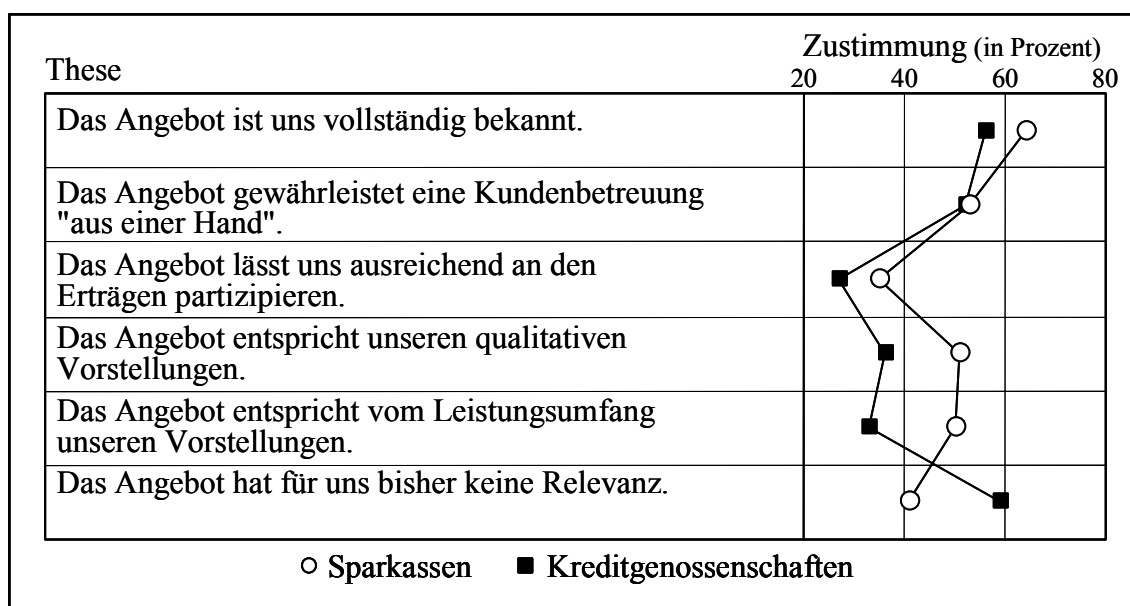 Zustimmung (in Prozent)
These
20 40 60 80
Das Angebot ist uns vollständig bekannt.
Das Angebot gewährleistet eine Kundenbetreuung
"aus einer Hand".
Das Angebot lässt uns ausreichend an den
Erträgen partizipieren.
Das Angebot entspricht unseren qualitativen
Vorstellungen.
Das Angebot entspricht vom Leistungsumfang
unseren Vorstellungen.
Das Angebot hat für uns bisher keine Relevanz.
Sparkassen Kreditgenossenschaften